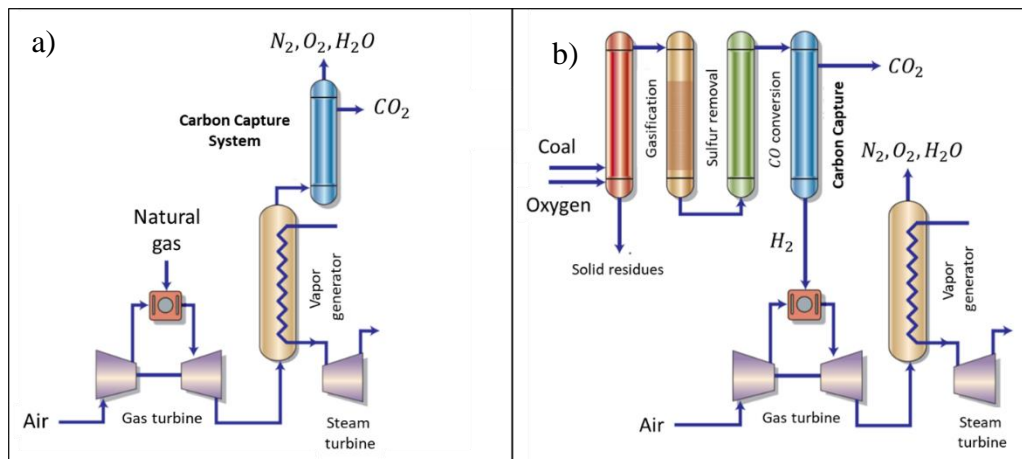 a)
N₂, O₂, H₂O
CO₂
Carbon Capture
System
Natural
gas
Vapor
generator
Air
Gas turbine
Steam
turbine
b)
Coal
Oxygen
Gasification
Sulfur removal
CO conversion
Carbon Capture
CO₂
Solid residues
H₂
N₂, O₂, H₂O
Vapor
generator
Air
Gas turbine
Steam
turbine